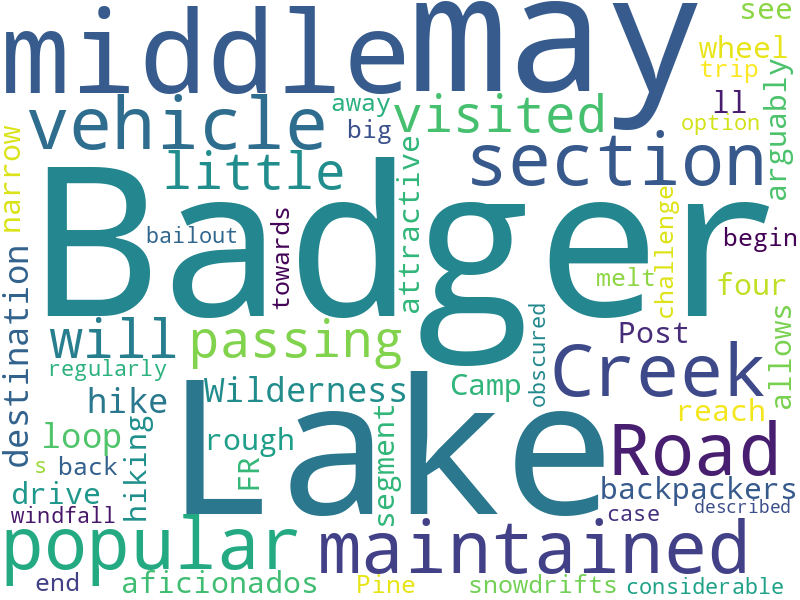 see
middle may
wheel
trip
vehicle
away
big
visited
ll
option
arguably
narrow
little
section
attractive
Badger
towards
bailout
challenge
begin
melt
four
destination
will
passing
regularly
obscured
Post
allows
Creek
Wilderness
Camp
hike
Lake
reach
loop
rough
hiking
segment
Road
s
back
FR
drive
backpackers
windfall
case
described
popular
maintained
end
aficionados
Pine
snowdrifts
considerable